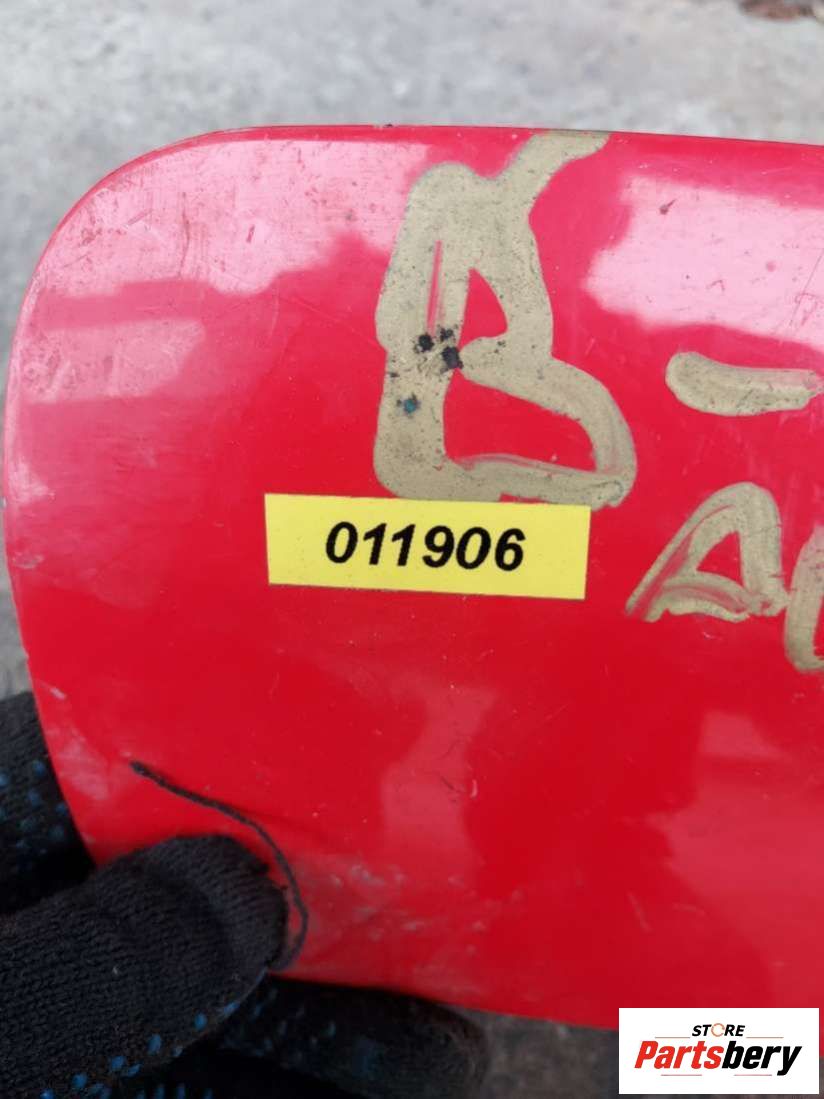 B-
011906
A
STORE
Partsbery